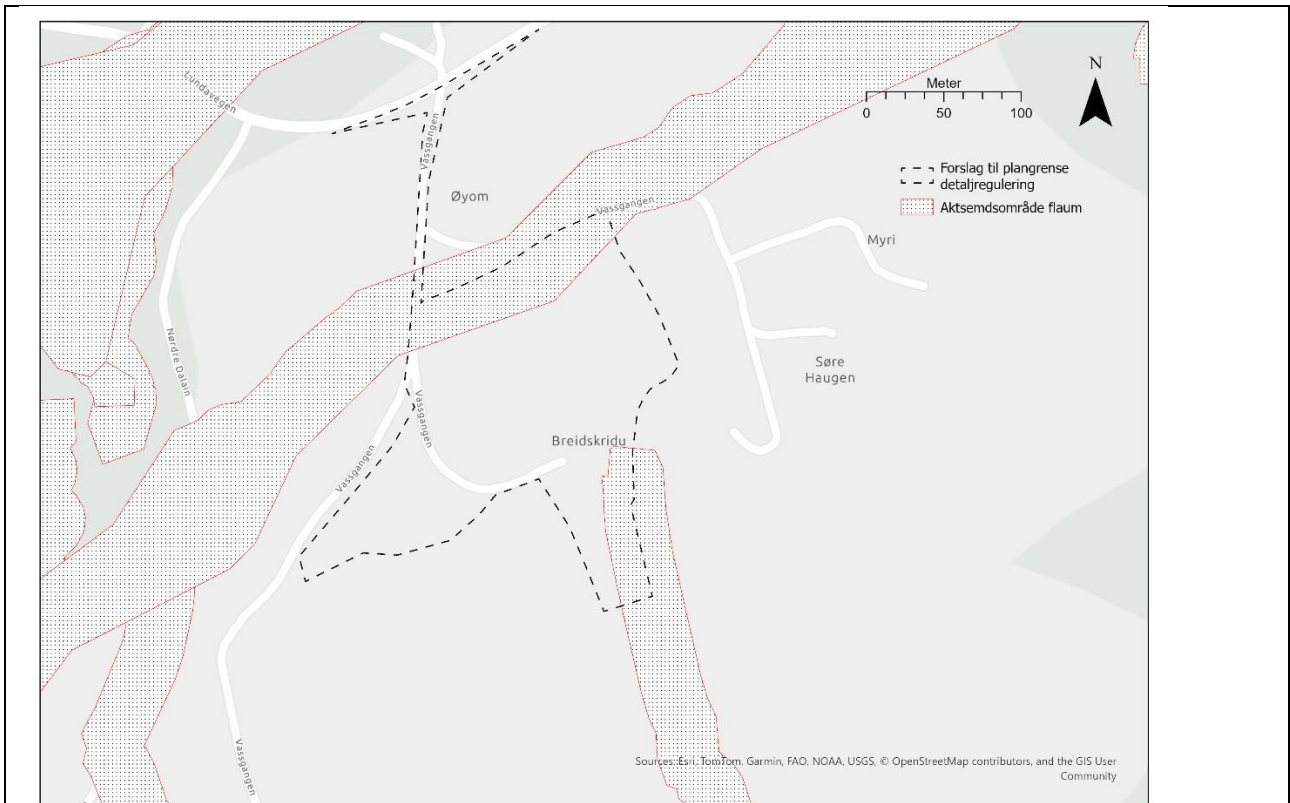 N
Meter
0 50 100
Lundavegen
Vassgangen
Forslag til plangrense
detaljregulering
Øyom
Vassgangen
Aktsemdsområde flaum
Myri
Nørdre Dalain
Søre
Haugen
Vassgangen
Breidskridu
Vassgangen
Vassgangen
Sources: Esri, TomTom, Garmin, FAO, NOAA, USGS, © OpenStreetMap contributors, and the GIS User
Community